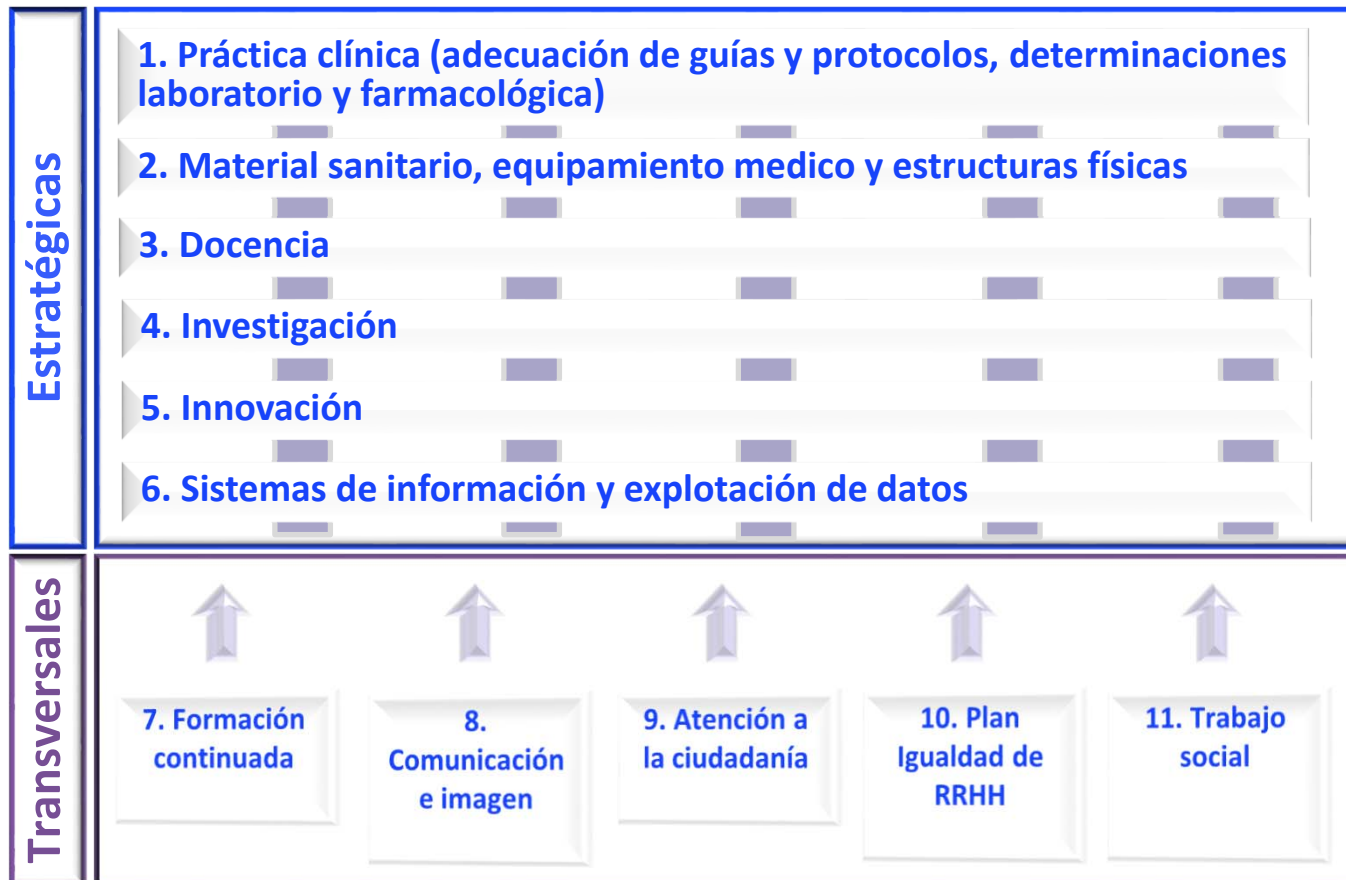 Estratégicas
1. Práctica clínica (adecuación de guías y protocolos, determinaciones
laboratorio y farmacológica)
2. Material sanitario, equipamiento medico y estructuras físicas
3. Docencia
4. Investigación
5. Innovación
6. Sistemas de información y explotación de datos
Transversales
7. Formación
continuada
8.
Comunicación
e imagen
9. Atención a
la ciudadanía
10. Plan
Igualdad de
RRHH
11. Trabajo
social